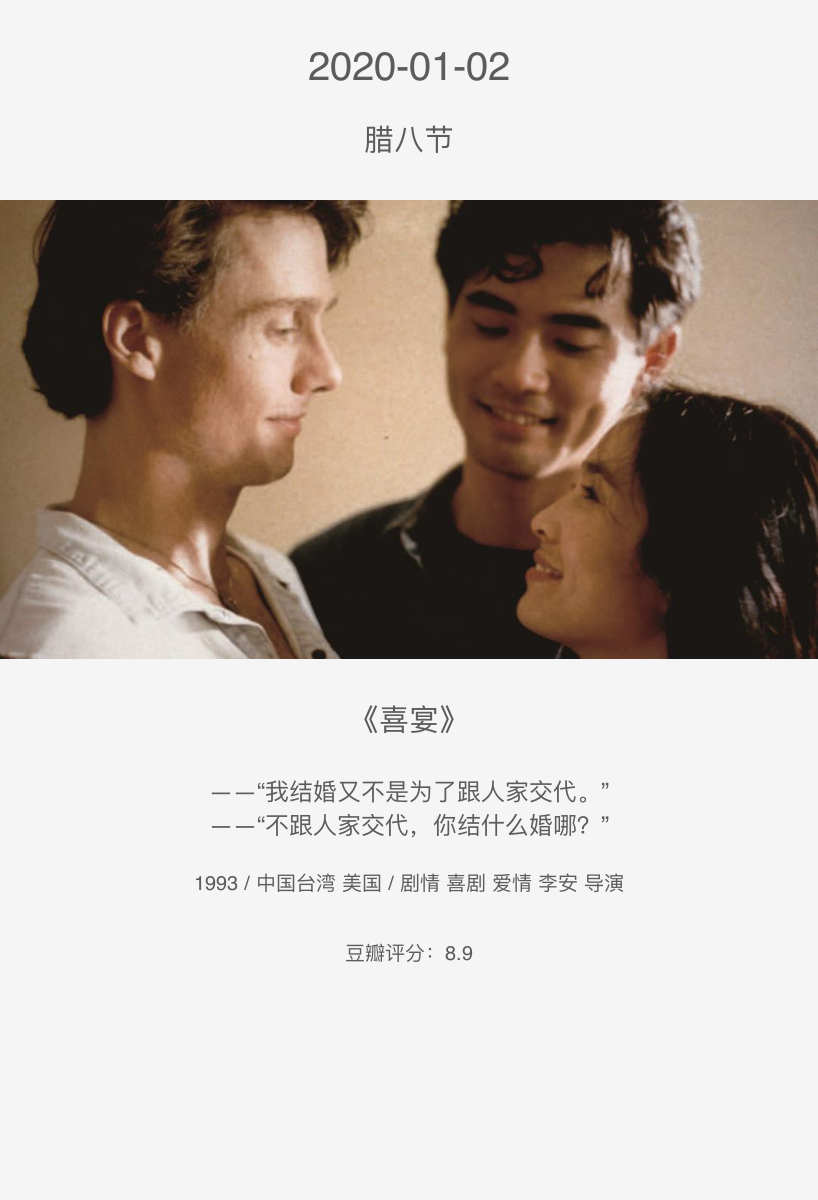 2020-01-02
腊八节
《喜宴》
——“我结婚又不是为了跟人家交代。”
——“不跟人家交代，你结什么婚哪？”
1993 / 中国台湾 美国 / 剧情 喜剧 爱情 李安 导演
豆瓣评分：8.9